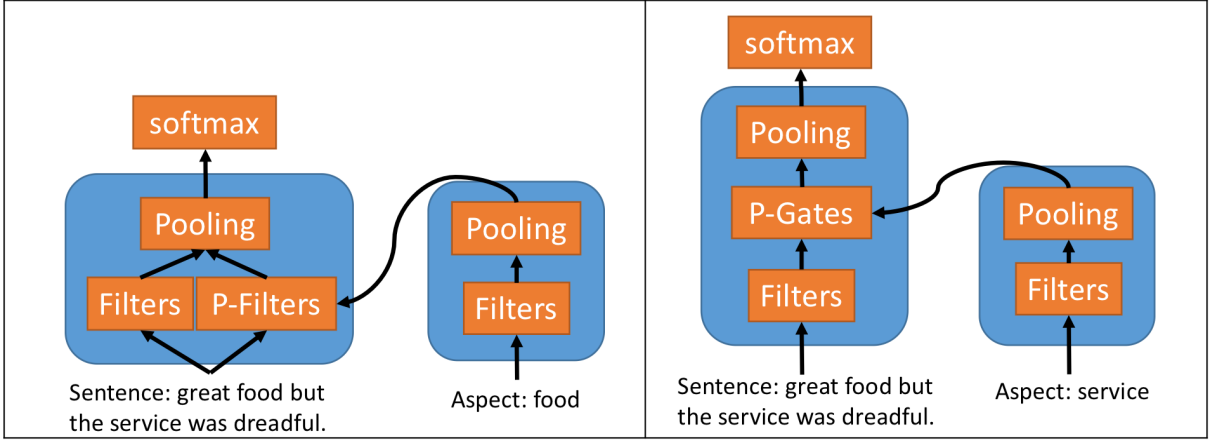 softmax
Pooling
Filters
P-Filters
Sentence: great food but
the service was dreadful.
Pooling
Filters
Aspect: food
softmax
Pooling
P-Gates
Filters
Sentence: great food but
the service was dreadful.
Pooling
Filters
Aspect: service